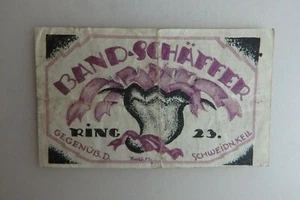 BAND-SCHÄFFER
RING 23.
GEGENÜB. D. SCHWEIDN. KELL